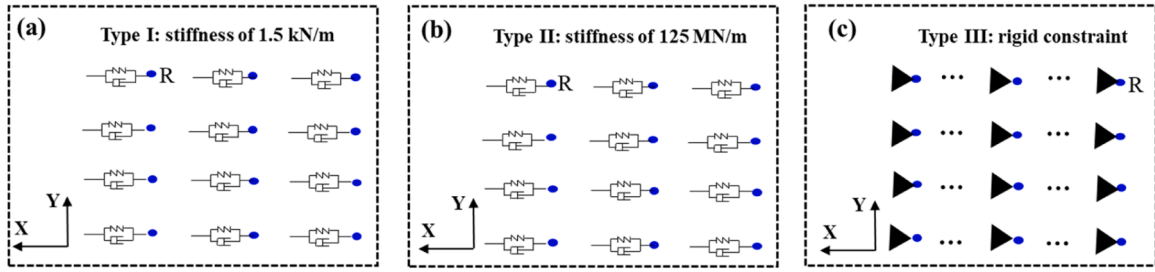 (a)
Type I: stiffness of 1.5 kN/m
R
Y
X
(b)
Type II: stiffness of 125 MN/m
R
Y
X
(c)
Type III: rigid constraint
... ...
R
... ...
... ...
... ...
Y
X